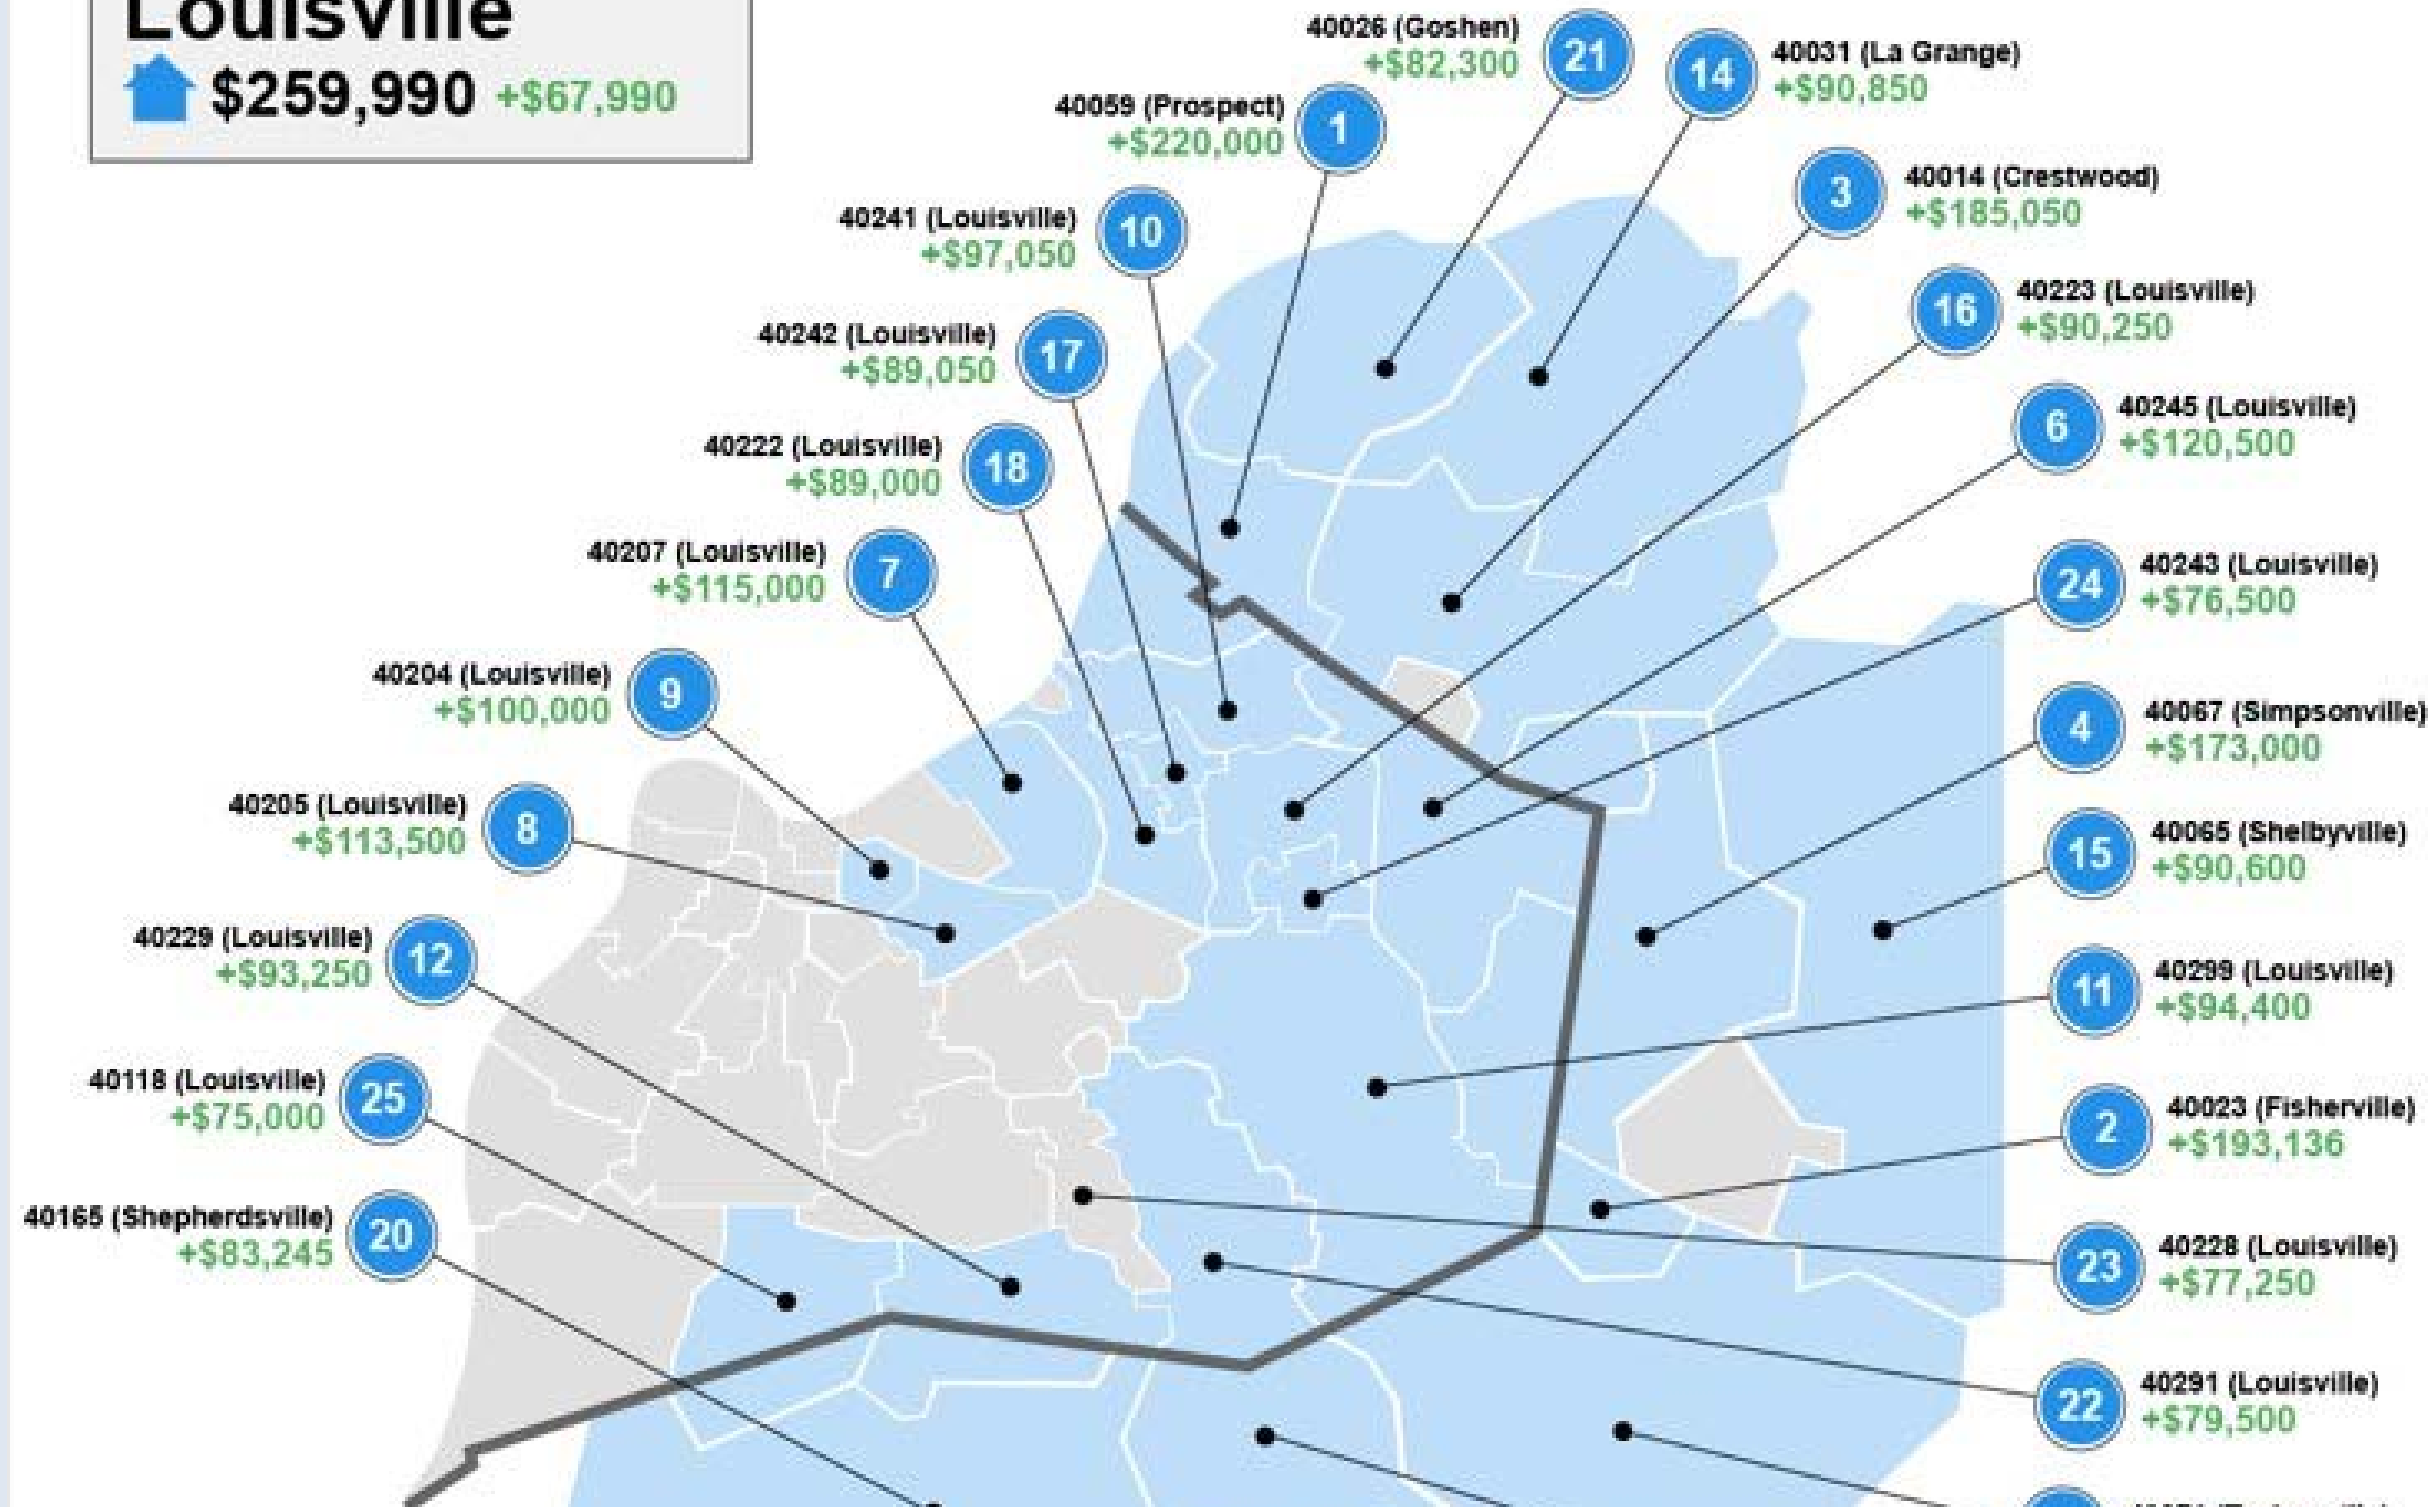 Louisville
$259,990 +$67,990
40026 (Goshen)
+$82,300
21
14
40031 (La Grange)
+$90,850
40059 (Prospect)
+$220,000
1
3
40014 (Crestwood)
+$185,050
40241 (Louisville)
+$97,050
10
16
40223 (Louisville)
+$90,250
40242 (Louisville)
+$89,050
17
6
40245 (Louisville)
+$120,500
40222 (Louisville)
+$89,000
18
40207 (Louisville)
+$115,000
7
24
40243 (Louisville)
+$76,500
40204 (Louisville)
+$100,000
9
4
40067 (Simpsonville)
+$173,000
40205 (Louisville)
+$113,500
8
15
40065 (Shelbyville)
+$90,600
40229 (Louisville)
+$93,250
12
11
40299 (Louisville)
+$94,400
40118 (Louisville)
+$75,000
25
2
40023 (Fisherville)
+$193,136
40165 (Shepherdsville)
+$83,245
20
23
40228 (Louisville)
+$77,250
22
40291 (Louisville)
+$79,500